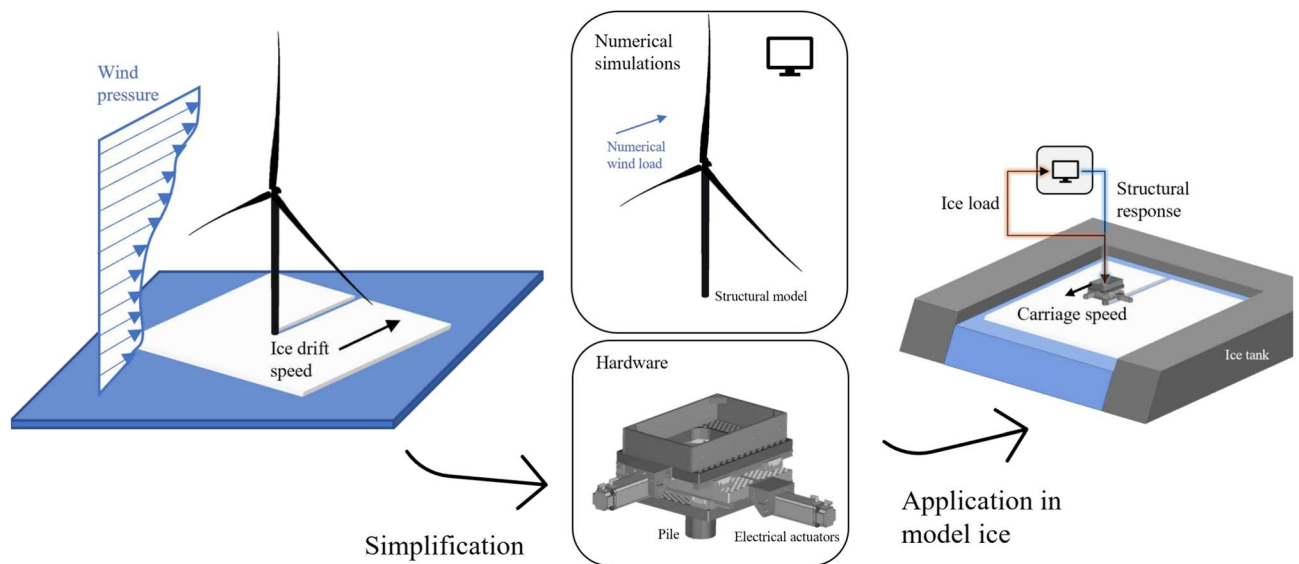 Wind
pressure
Ice drift
speed
Simplification
Numerical
simulations
Numerical
wind load
Structural model
Hardware
Pile
Electrical actuators
Application in
model ice
Ice load
Structural
response
Carriage speed
Ice tank